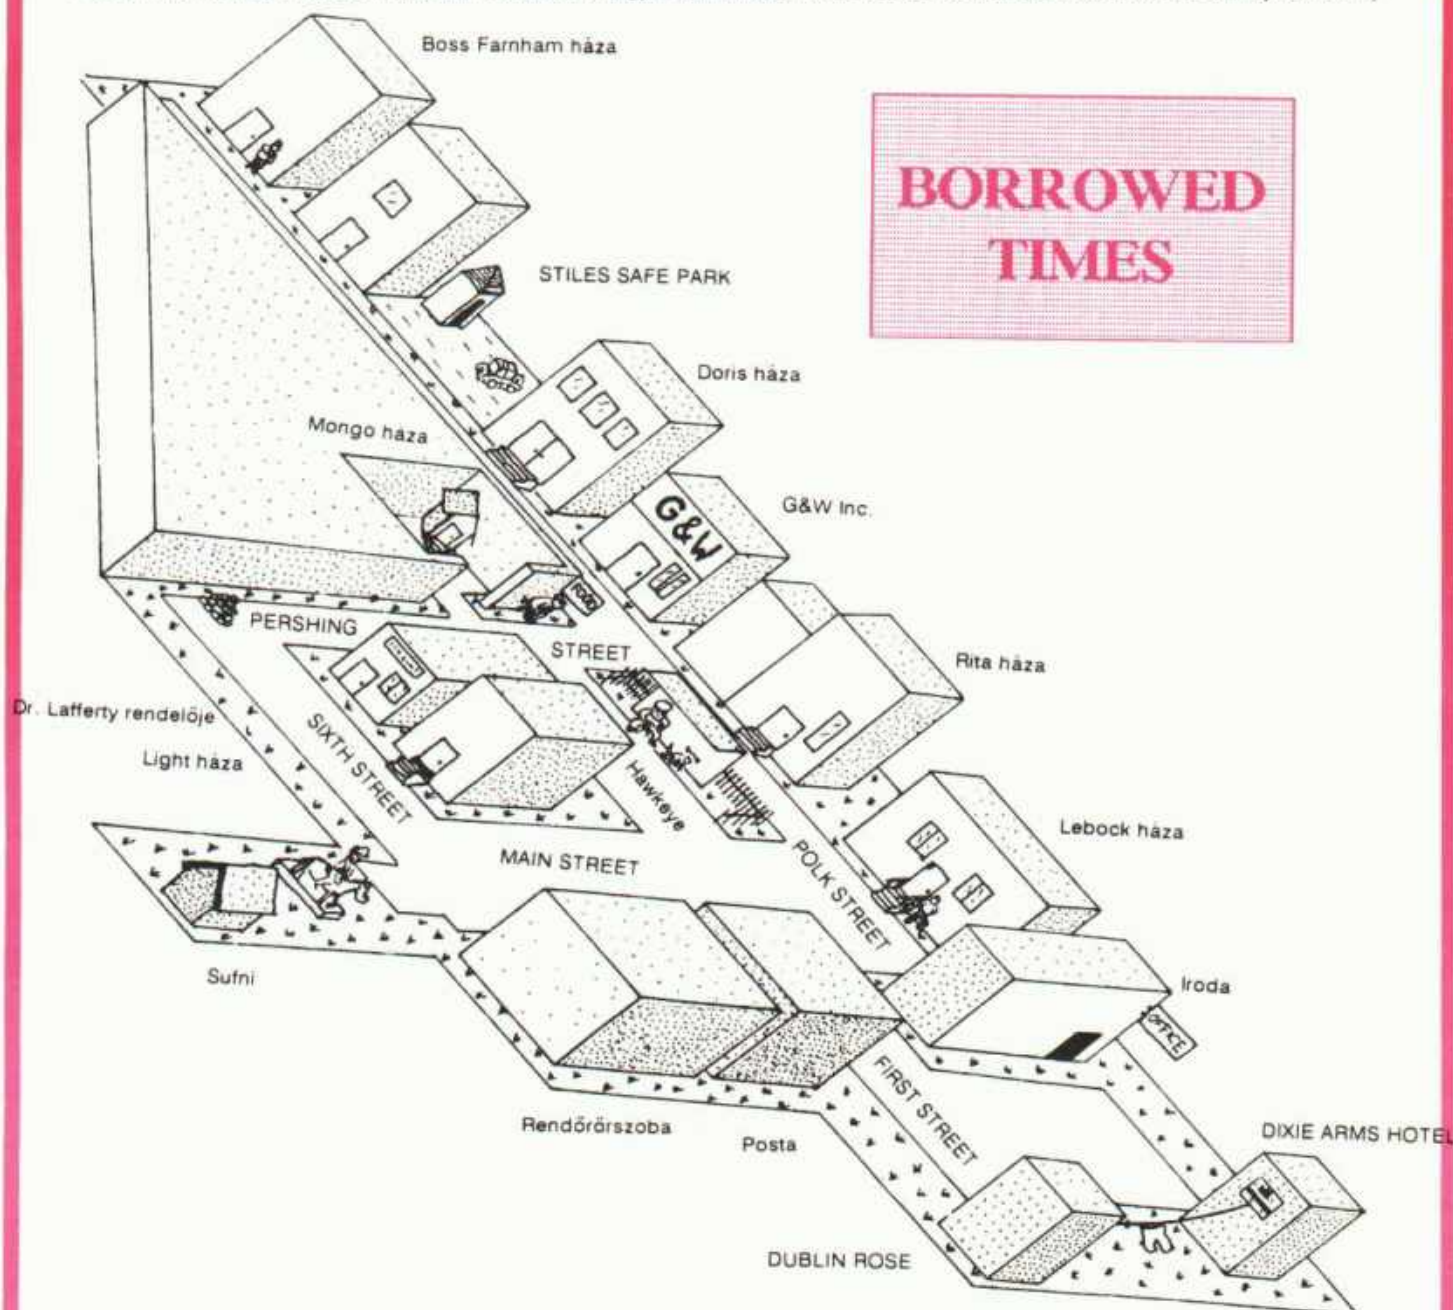 Boss Farnham háza
BORROWED
TIMES
STILES SAFE PARK
Doris háza
Mongo háza
G&W
G&W Inc.
FOOD
PERSHING
STREET
Rita háza
Dr. Lafferty rendelője
SIXTH STREET
Light háza
Hawkeye
Lebock háza
MAIN STREET
POLK STREET
Sufni
Iroda
OFFICE
FIRST STREET
Rendőrörszoba
Posta
DIXIE ARMS HOTEL
DUBLIN ROSE